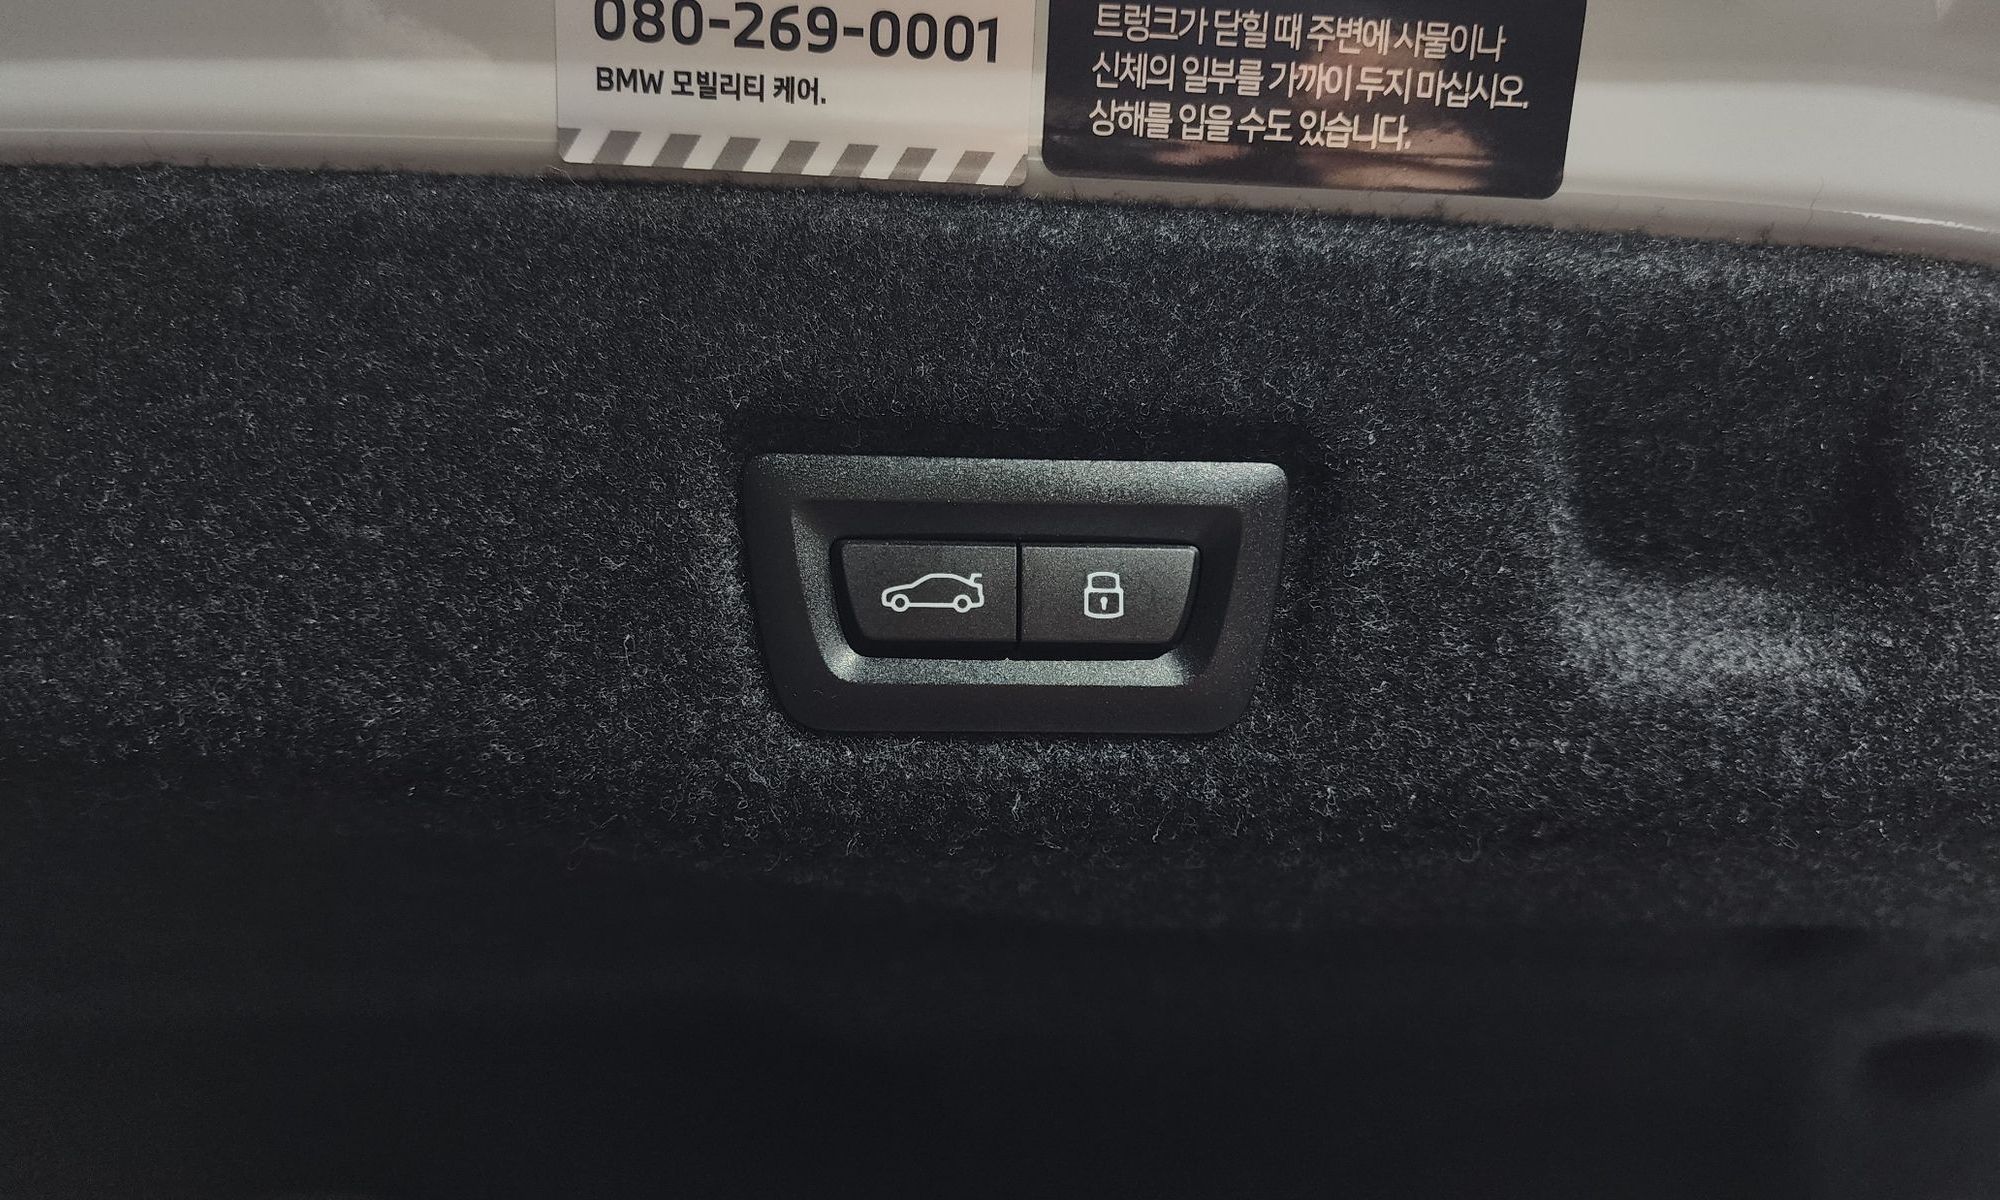 080-269-0001
BMW 모빌리티 케어.
트렁크가 닫힐 때 주변에 사물이나
신체의 일부를 가까이 두지 마십시오.
상해를 입을 수도 있습니다.